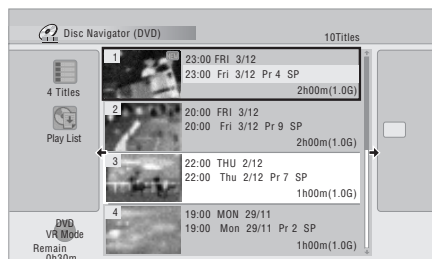 Disc Navigator (DVD)
10Titles
4 Titles
Play List
DVD
VR Mode
Remain
0h30m
1
23:00 FRI 3/12
23:00 Fri 3/12 Pr 4 SP
2h00m(1.0G)
2
20:00 FRI 3/12
20:00 Fri 3/12 Pr 9 SP
2h00m(1.0G)
3
22:00 THU 2/12
22:00 Thu 2/12 Pr 7 SP
1h00m(1.0G)
4
19:00 MON 29/11
19:00 Mon 29/11 Pr 2 SP
1h00m(1.0G)